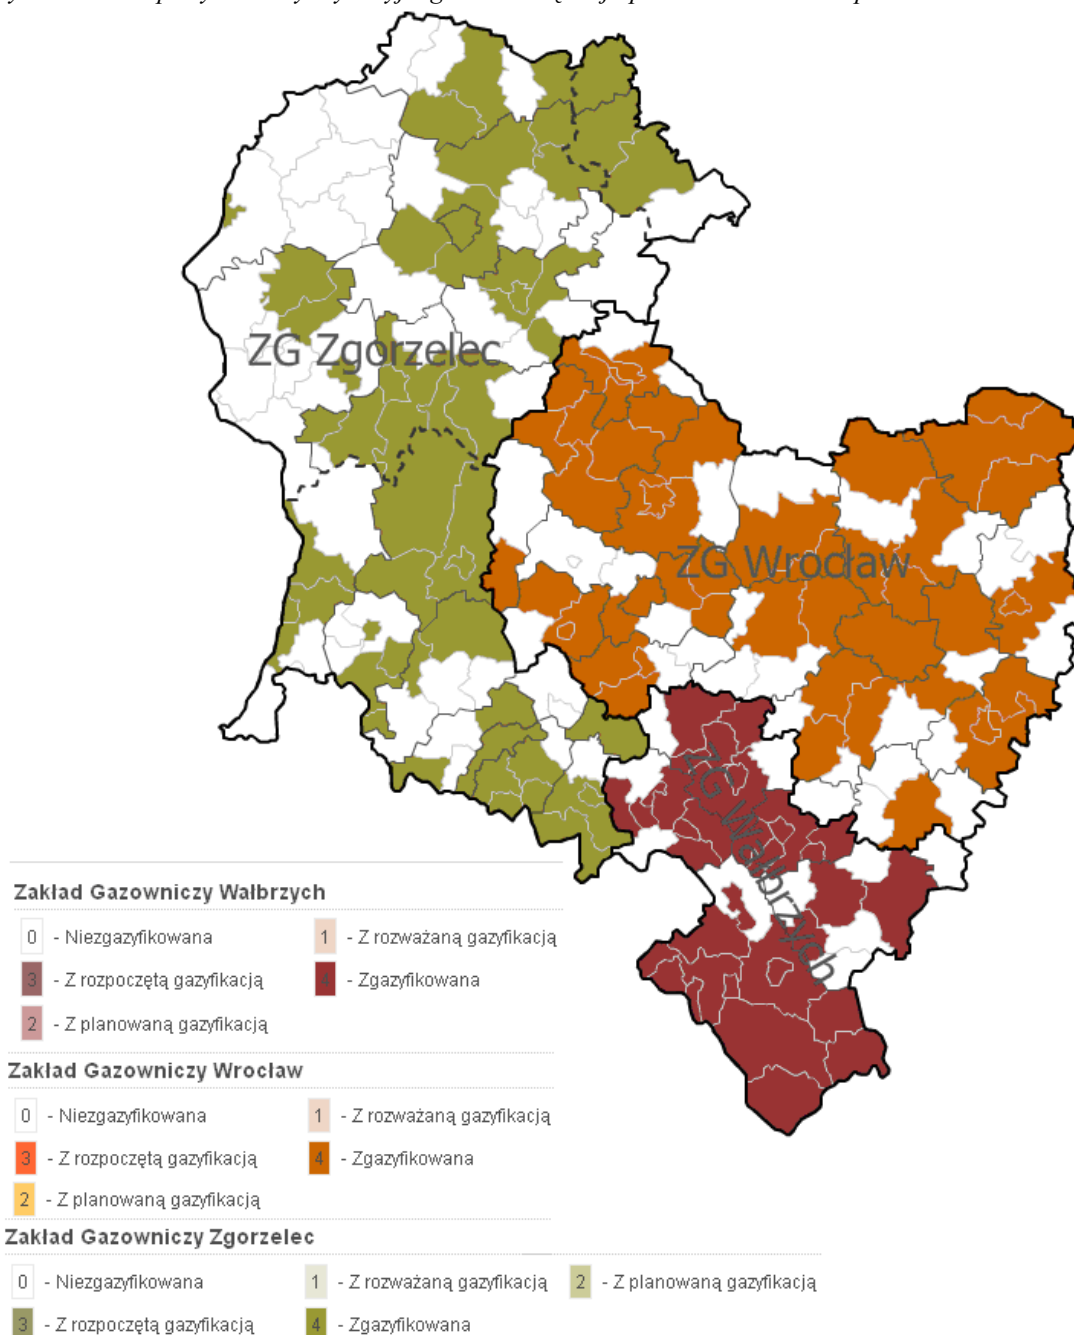 ZG Zgorzelec
ZG Wrocław
ZG Wałbrzych
Zakład Gazowniczy Wałbrzych
0 - Niezgazyfikowana 1 - Z rozważaną gazyfikacją
3 - Z rozpoczętą gazyfikacją 4 - Zgazyfikowana
2 - Z planowaną gazyfikacją
Zakład Gazowniczy Wrocław
0 - Niezgazyfikowana 1 - Z rozważaną gazyfikacją
3 - Z rozpoczętą gazyfikacją 4 - Zgazyfikowana
2 - Z planowaną gazyfikacją
Zakład Gazowniczy Zgorzelec
0 - Niezgazyfikowana 1 - Z rozważaną gazyfikacją 2 - Z planowaną gazyfikacją
3 - Z rozpoczętą gazyfikacją 4 - Zgazyfikowana